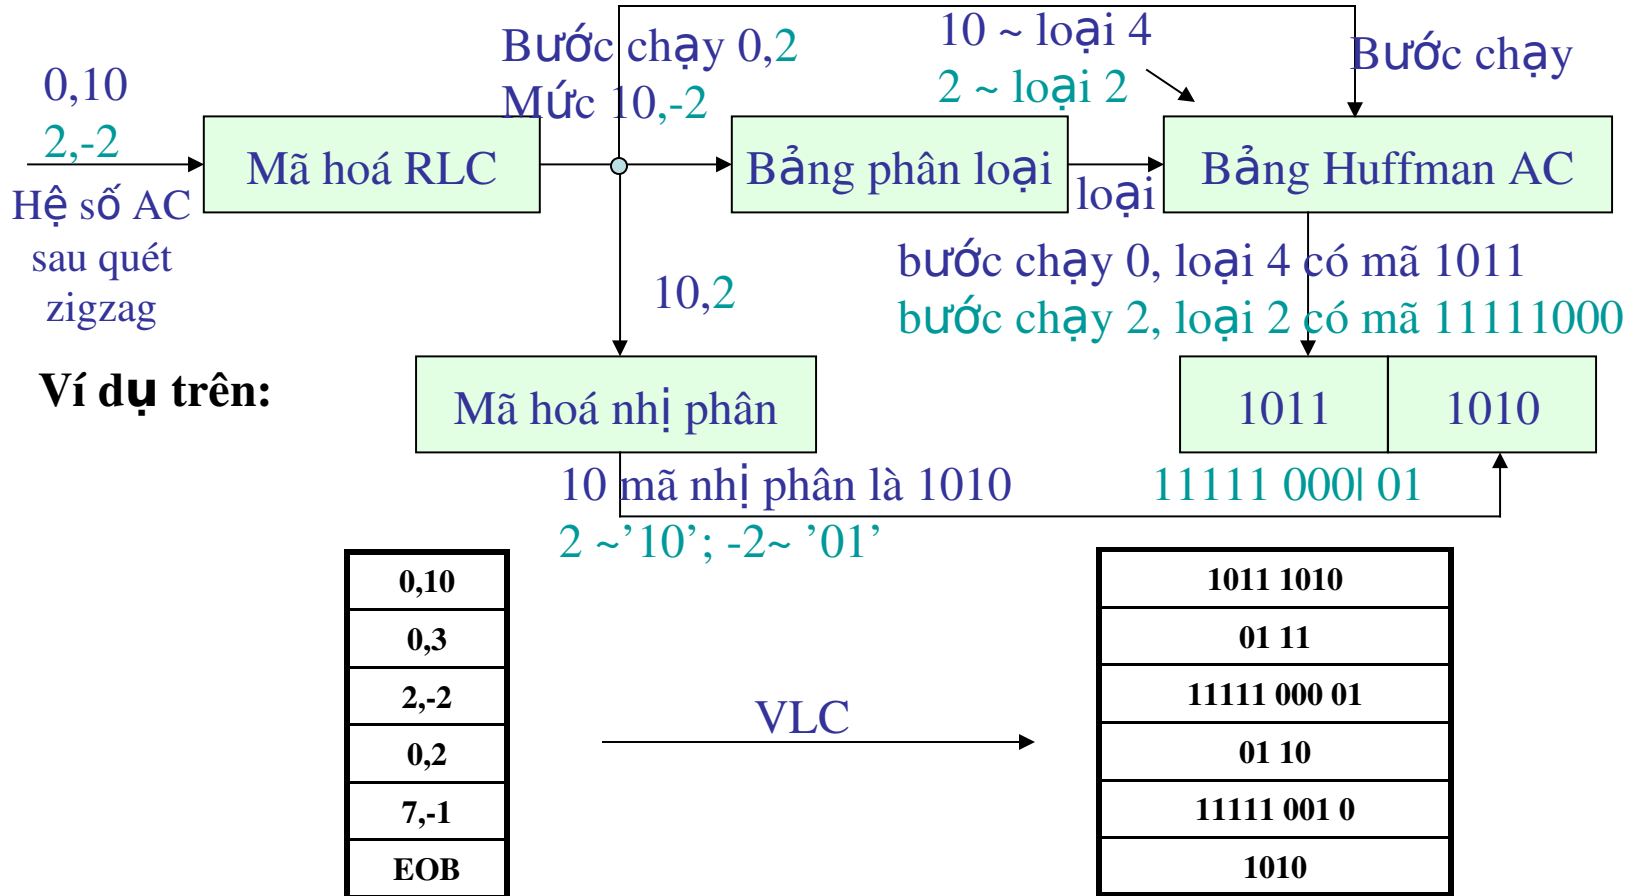 0,10
2,-2
Hệ số AC
sau quét
zigzag
Mã hoá RLC
Bước chạy 0,2
Mức 10,-2
10 ~ loại 4
2 ~ loại 2
Bước chạy
Bảng phân loại
loại
Bảng Huffman AC
10,2
bước chạy 0, loại 4 có mã 1011
bước chạy 2, loại 2 có mã 11111000
Ví dụ trên:
Mã hoá nhị phân
1011
1010
10 mã nhị phân là 1010
2 ~’10’; -2~ ’01’
11111 000| 01
0,10
0,3
2,-2
0,2
7,-1
EOB
VLC
1011 1010
01 11
11111 000 01
01 10
11111 001 0
1010